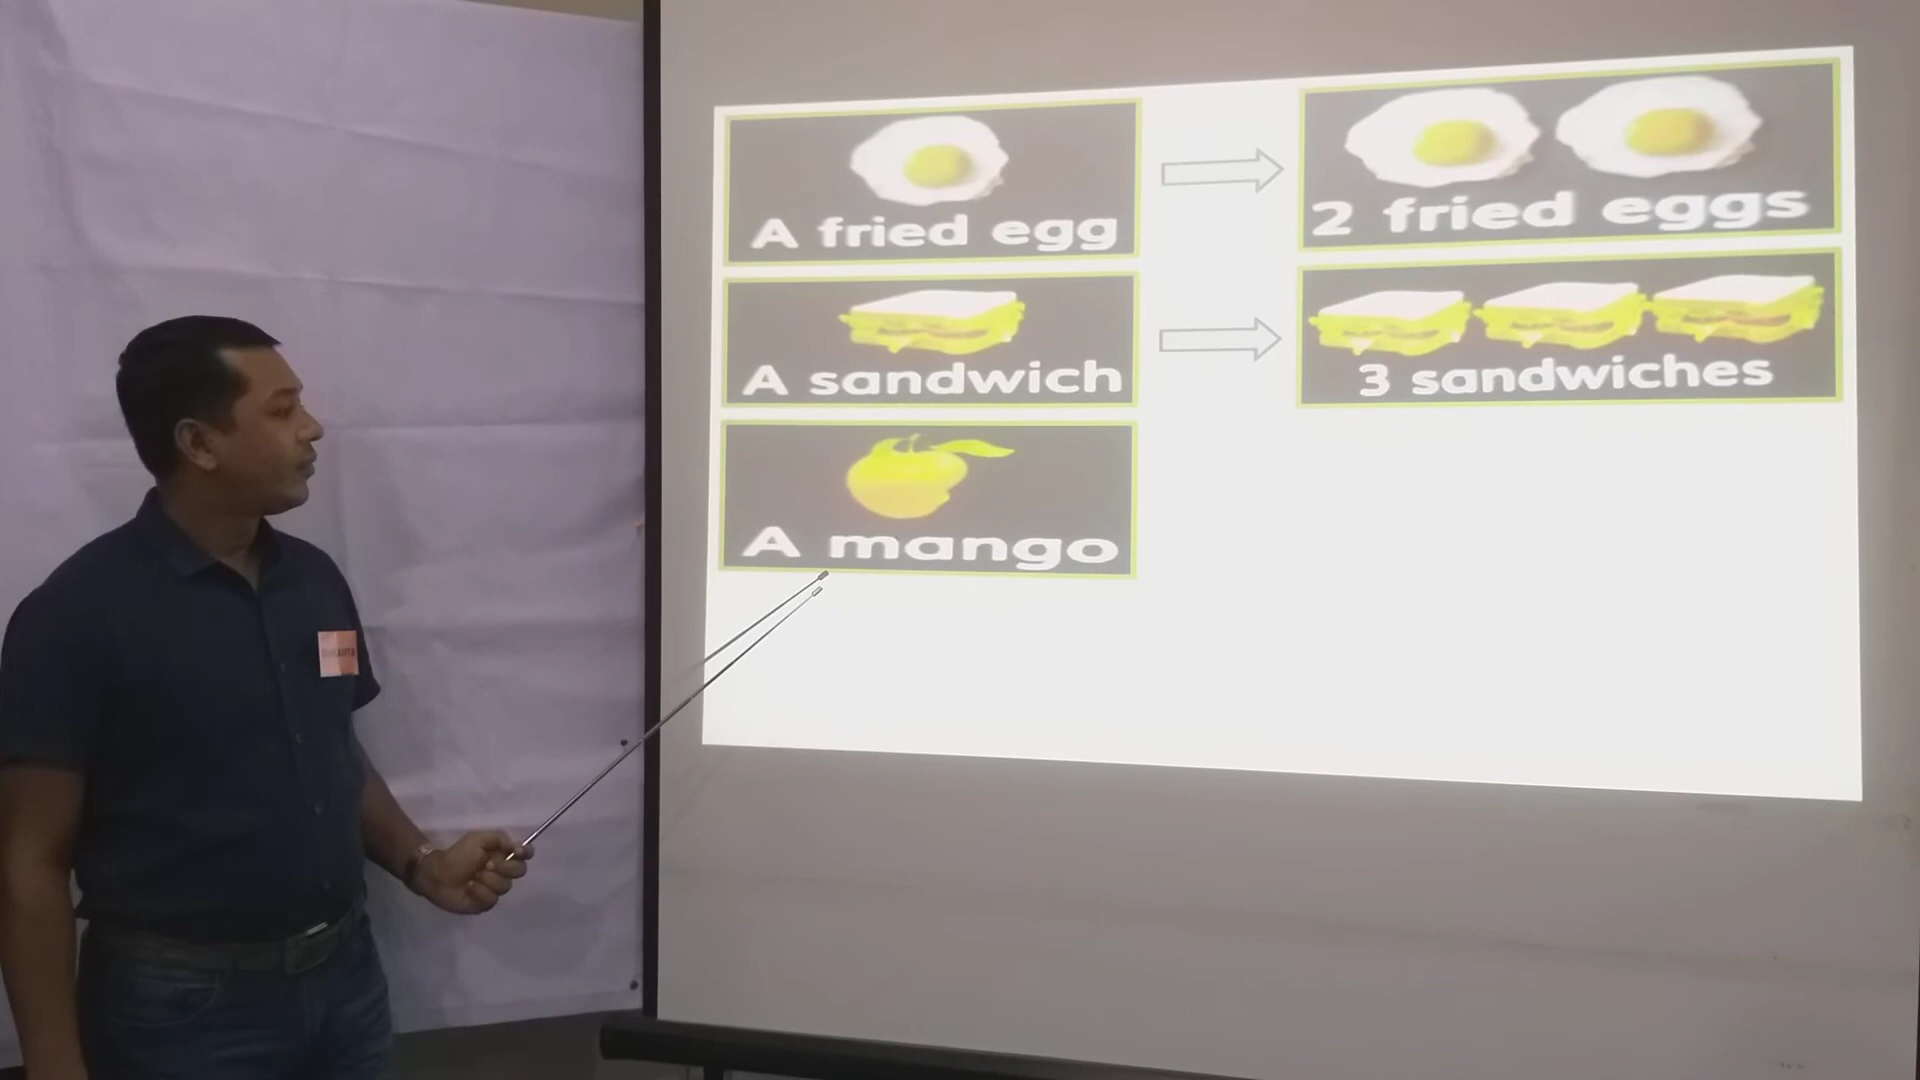 A fried egg
2 fried eggs
A sandwich
3 sandwiches
A mango